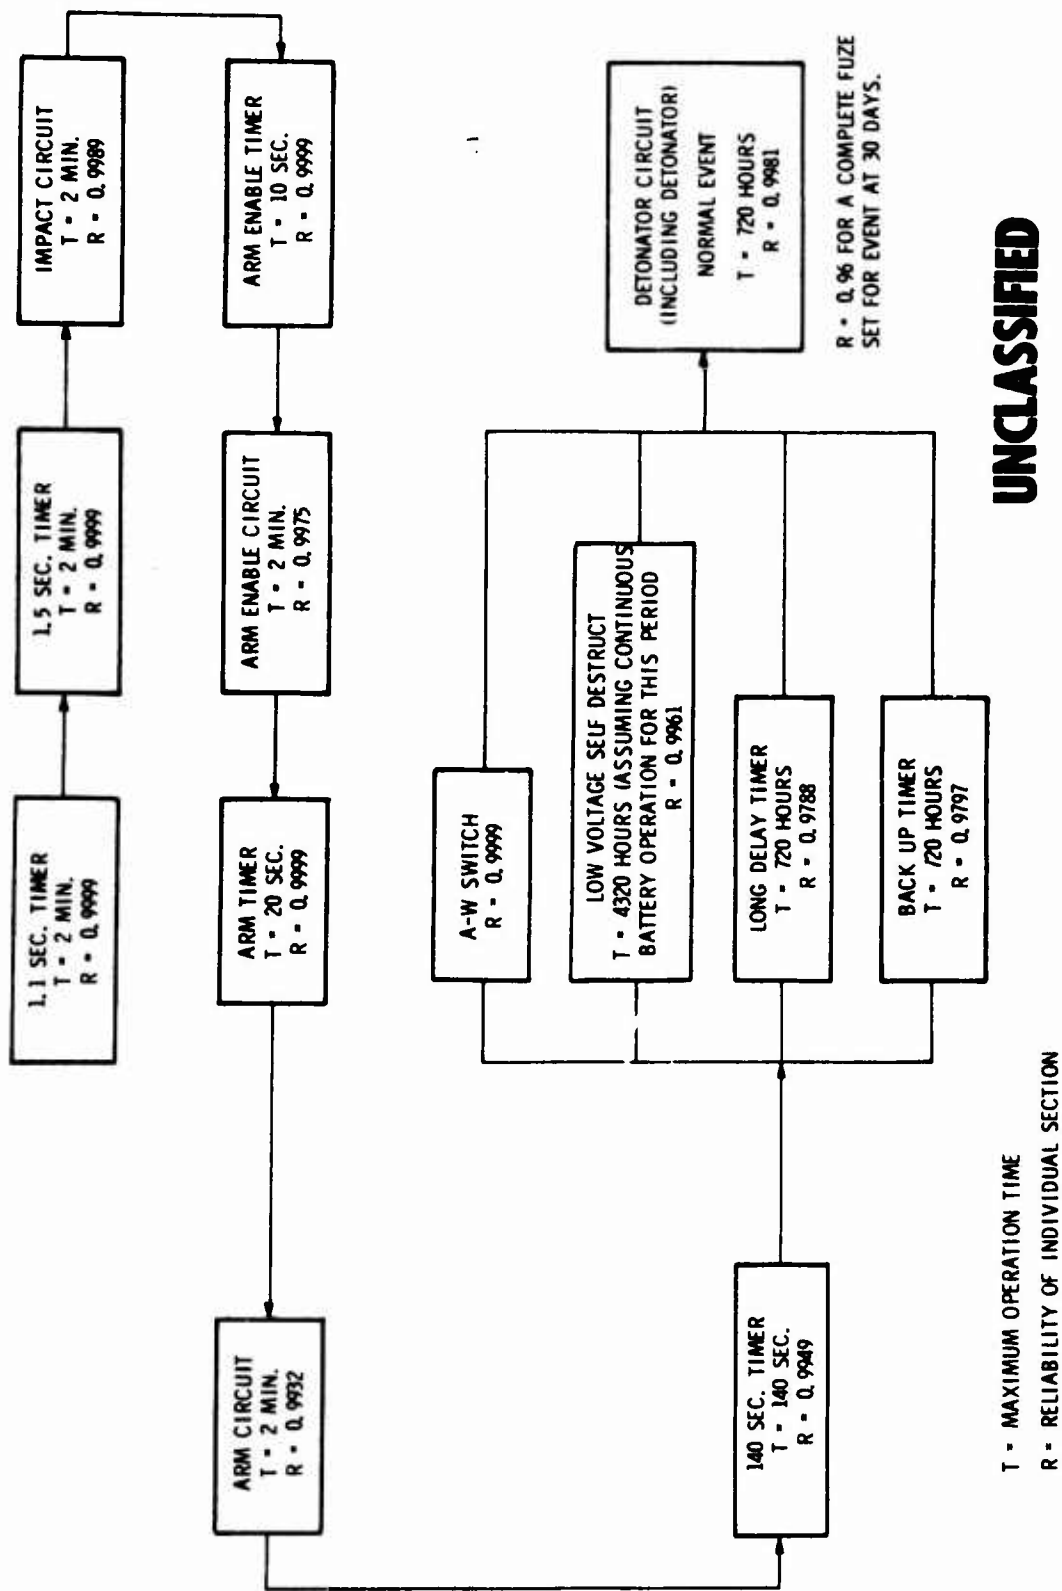 1.1 SEC. TIMER
T = 2 MIN.
R = 0.9999
1.5 SEC. TIMER
T = 2 MIN.
R = 0.9999
IMPACT CIRCUIT
T = 2 MIN.
R = 0.9989
ARM ENABLE TIMER
T = 10 SEC.
R = 0.9999
ARM ENABLE CIRCUIT
T = 2 MIN.
R = 0.9975
ARM TIMER
T = 20 SEC.
R = 0.9999
ARM CIRCUIT
T = 2 MIN.
R = 0.9932
140 SEC. TIMER
T = 140 SEC.
R = 0.9949
A-W SWITCH
R = 0.9999
LOW VOLTAGE SELF DESTRUCT
T = 4320 HOURS (ASSUMING CONTINUOUS
BATTERY OPERATION FOR THIS PERIOD
R = 0.9961
LONG DELAY TIMER
T = 720 HOURS
R = 0.9788
BACK UP TIMER
T = 720 HOURS
R = 0.9797
DETONATOR CIRCUIT
(INCLUDING DETONATOR)
NORMAL EVENT
T = 720 HOURS
R = 0.9981
R = 0.96 FOR A COMPLETE FUZE
SET FOR EVENT AT 30 DAYS.
T = MAXIMUM OPERATION TIME
R = RELIABILITY OF INDIVIDUAL SECTION
UNCLASSIFIED